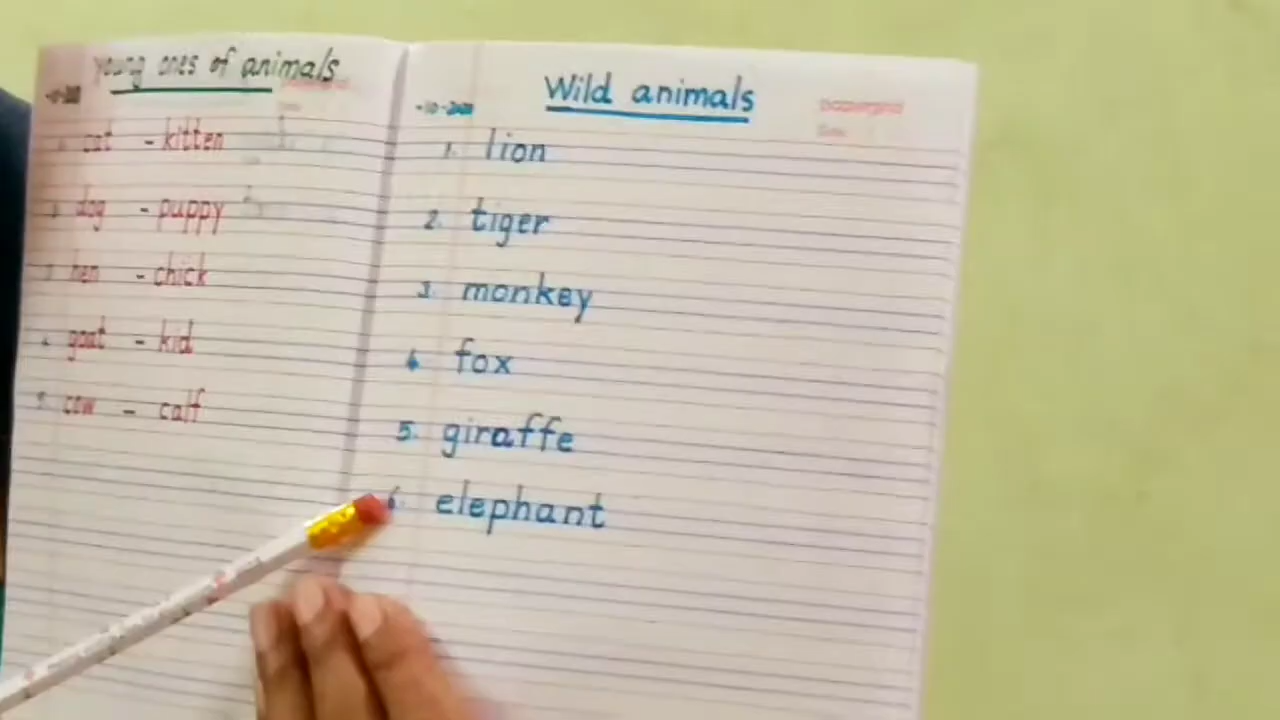 young ones of animals
cat - kitten
dog - puppy
hen - chick
goat - kid
cow - calf
Wild animals
1. lion
2. tiger
3. monkey
4. fox
5. giraffe
6. elephant